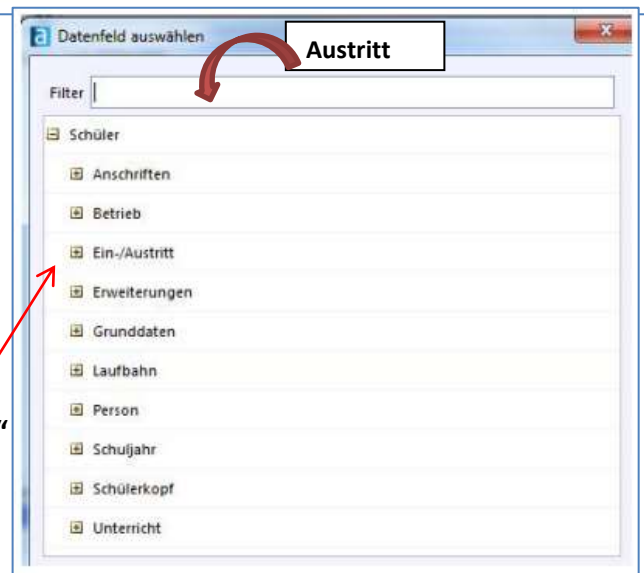 Datenfeld auswählen
Austritt
Filter
Schüler
Anschriften
Betrieb
Ein-/Austritt
Erweiterungen
Grunddaten
Laufbahn
Person
“
Schuljahr
Schülerkopf
Unterricht